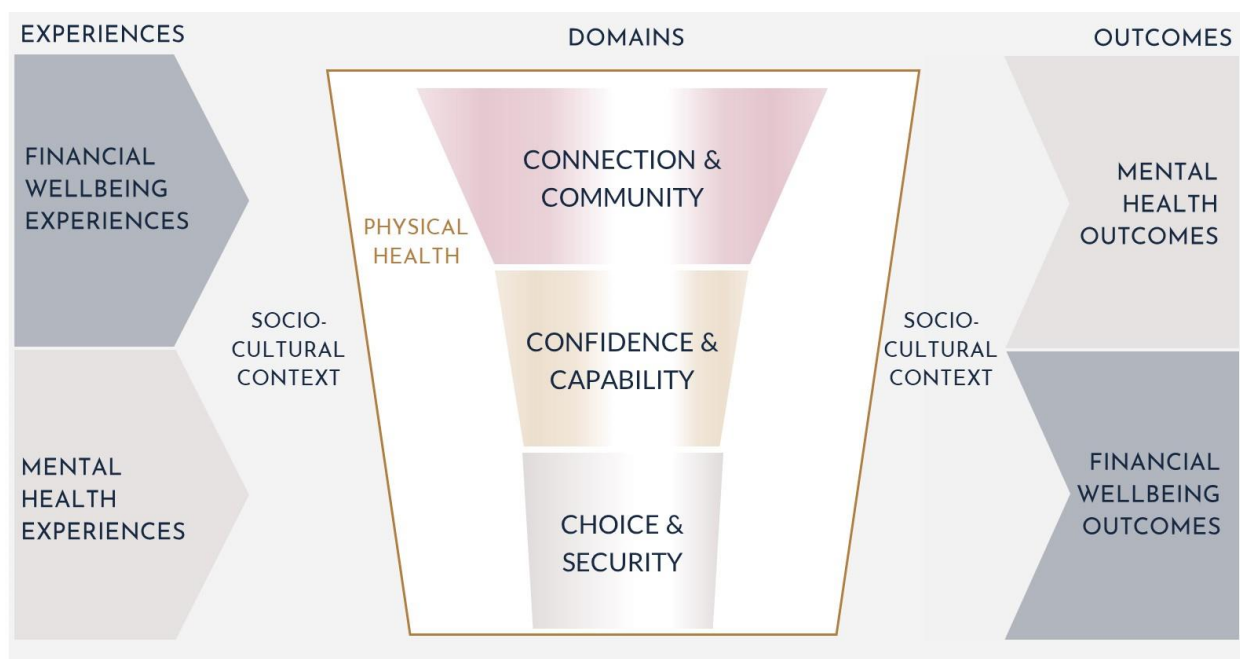 EXPERIENCES
DOMAINS
OUTCOMES
FINANCIAL
WELLBEING
EXPERIENCES
MENTAL
HEALTH
EXPERIENCES
SOCIO-
CULTURAL
CONTEXT
PHYSICAL
HEALTH
CONNECTION &
COMMUNITY
CONFIDENCE &
CAPABILITY
CHOICE &
SECURITY
SOCIO-
CULTURAL
CONTEXT
MENTAL
HEALTH
OUTCOMES
FINANCIAL
WELLBEING
OUTCOMES